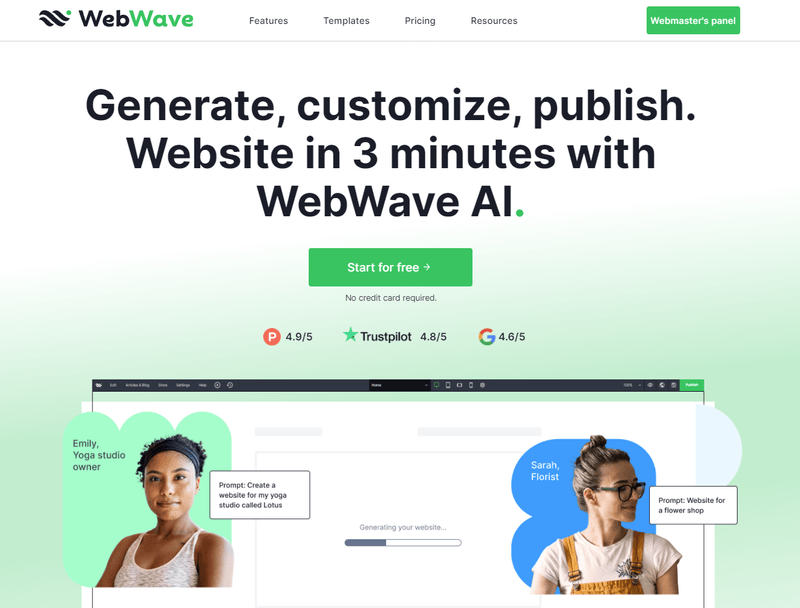 WebWave
Features
Templates
Pricing
Resources
Webmaster's panel
Generate, customize, publish.
Website in 3 minutes with
WebWave AI.
Start for free →
No credit card required.
P 4.9/5
Trustpilot 4.8/5
G 4.6/5
Edit
Articles & Blog
Store
Settings
Help
Home
100%
Publish
Emily,
Yoga studio
owner
Prompt: Create a
website for my yoga
studio called Lotus
Generating your website...
Sarah,
Florist
Prompt: Website for
a flower shop